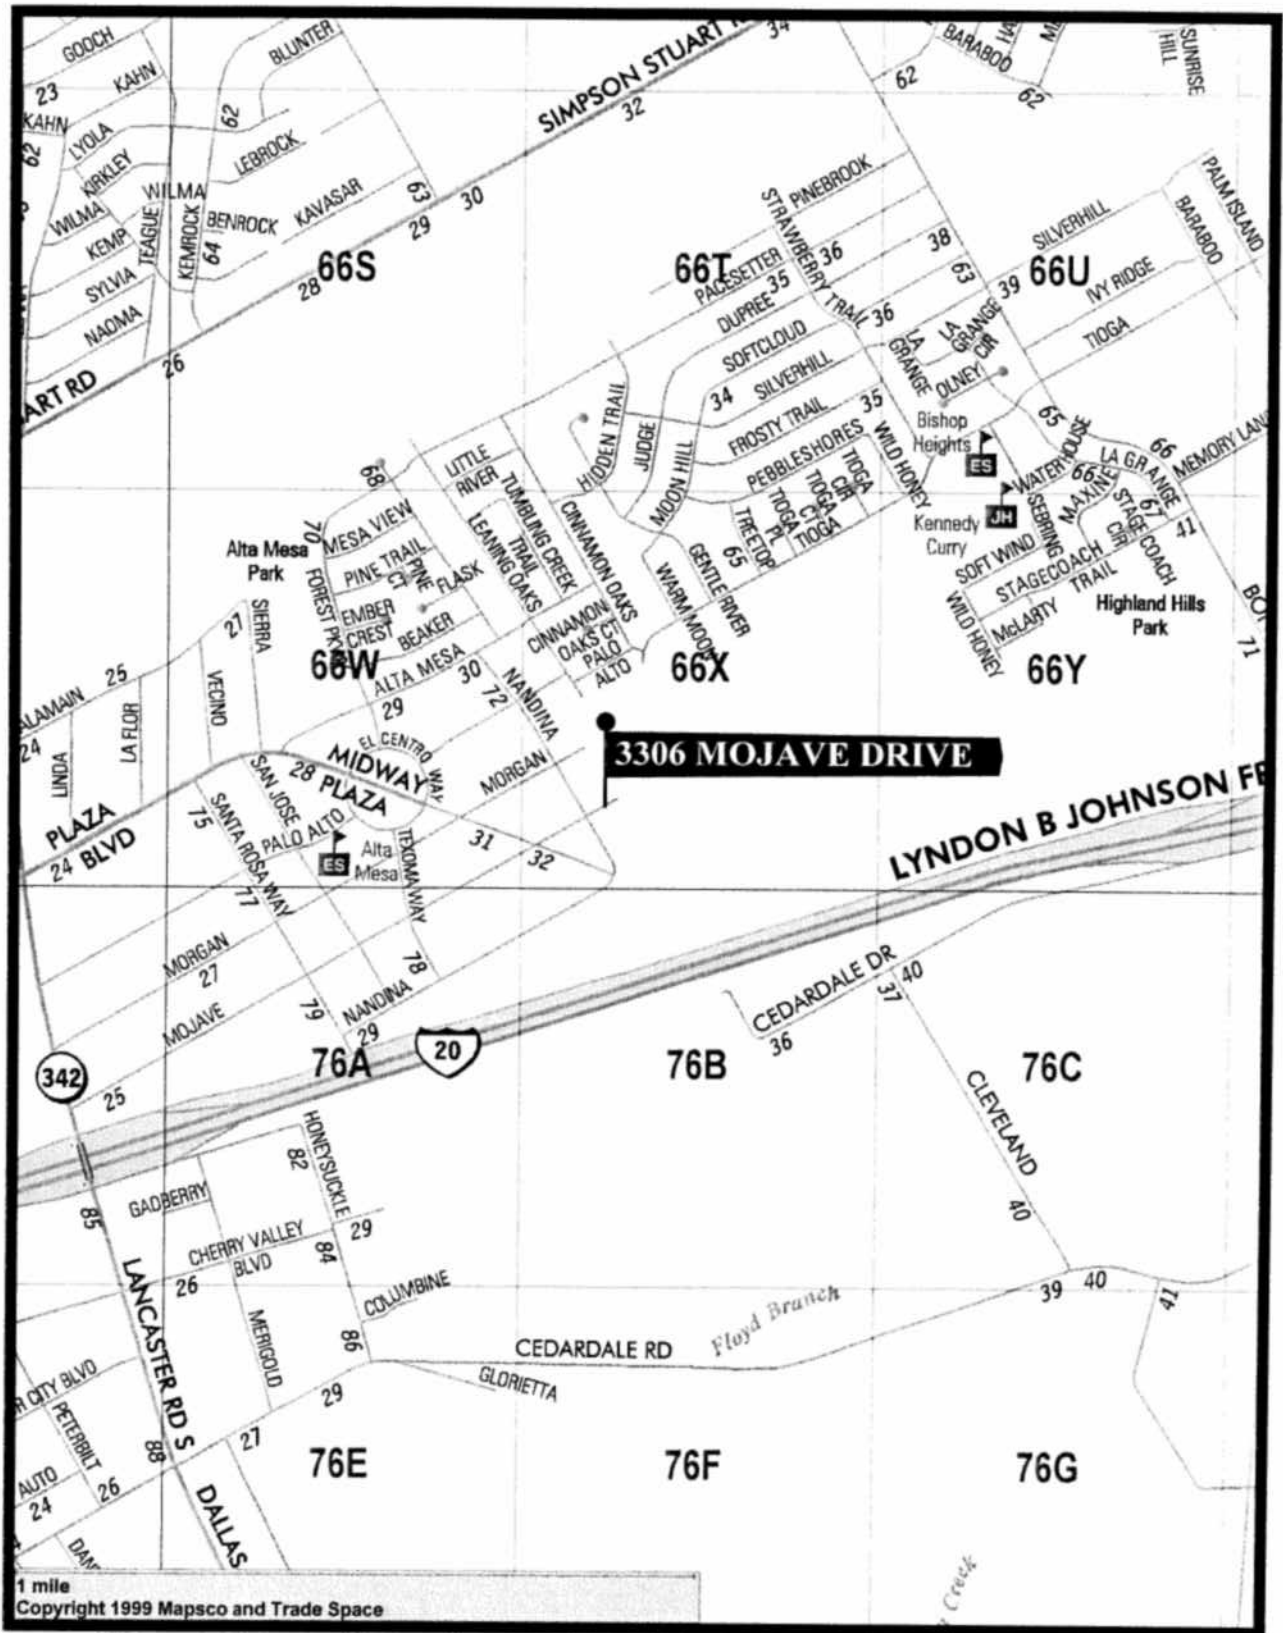 GOOCH
BLUNTER
SIMPSON STUART R
34
BARABOO
HA
ME
SUNRISE
HILL
23
KAHN
62
32
62
62
KAHN
62
LYOLA
KIRKLEY
LEBROCK
WILMA
WILMA
KAVASAR
63
30
29
PINEBROOK
STRAWBERRY TRAIL
PALM ISLAND
BARABOO
SILVERHILL
KEMP
TEAGUE
KEMROCK
64
BENROCK
66S
28
66T
PACESETTER
35
36
38
63
66U
39
IVY RIDGE
SYLVIA
NAOMA
DUPREE
36
LA GRANGE
LA
GRANGE
CIR
TIOGA
26
ART RD
SOFTCLOUD
SILVERHILL
34
OLNEY
HIDDEN TRAIL
JUDGE
MOON HILL
FROSTY TRAIL
35
WILD HONEY
Bishop
Heights
ES
65
WATERHOUSE
66
LA GRANGE
MEMORY LAN
68
LITTLE
RIVER
TUMBLING CREEK
TRAIL
LEANING OAKS
CINNAMON OAKS
PEBBLESHORES
TIOGA
CIR
TIOGA
CT
TIOGA
PL
TIOGA
TREETOP
65
Kennedy
Curry
JH
SEBRING
MAXINE
66
STAGE COACH
CIR
67
41
70
MESA VIEW
Alta Mesa
Park
PINE TRAIL
CT
PINE
FLASK
FOREST PK
EMBER
CREST
BEAKER
GENTLE RIVER
WARM MOON
SOFT WIND
STAGECOACH
TRAIL
McLARTY
WILD HONEY
Highland Hills
Park
BO
71
27
SIERRA
66W
ALTA MESA
30
72
29
CINNAMON
OAKS CT
PALO
ALTO
66X
66Y
25
VECINO
ALAMAIN
24
LINDA
LA FLOR
NANDINA
EL CENTRO
WAY
MIDWAY
PLAZA
28
MORGAN
3306 MOJAVE DRIVE
PLAZA
BLVD
24
75
SAN JOSE
SANTA ROSA WAY
PALO ALTO
ES
Alta
Mesa
TEXOMA WAY
31
32
LYNDON B JOHNSON FR
77
MORGAN
27
MOJAVE
79
NANDINA
29
78
CEDARDALE DR
40
37
36
342
25
76A
20
76B
76C
CLEVELAND
40
HONEYSUCKLE
82
GADBERRY
85
CHERRY VALLEY
BLVD
84
29
26
LANCASTER RD S
MERIGOLD
COLUMBINE
86
39
40
41
Floyd Branch
CEDARDALE RD
GLORIETTA
R CITY BLVD
PETERBILT
29
27
88
76E
76F
76G
AUTO
24
26
DALLAS
1 mile
Copyright 1999 Mapsco and Trade Space
Creek